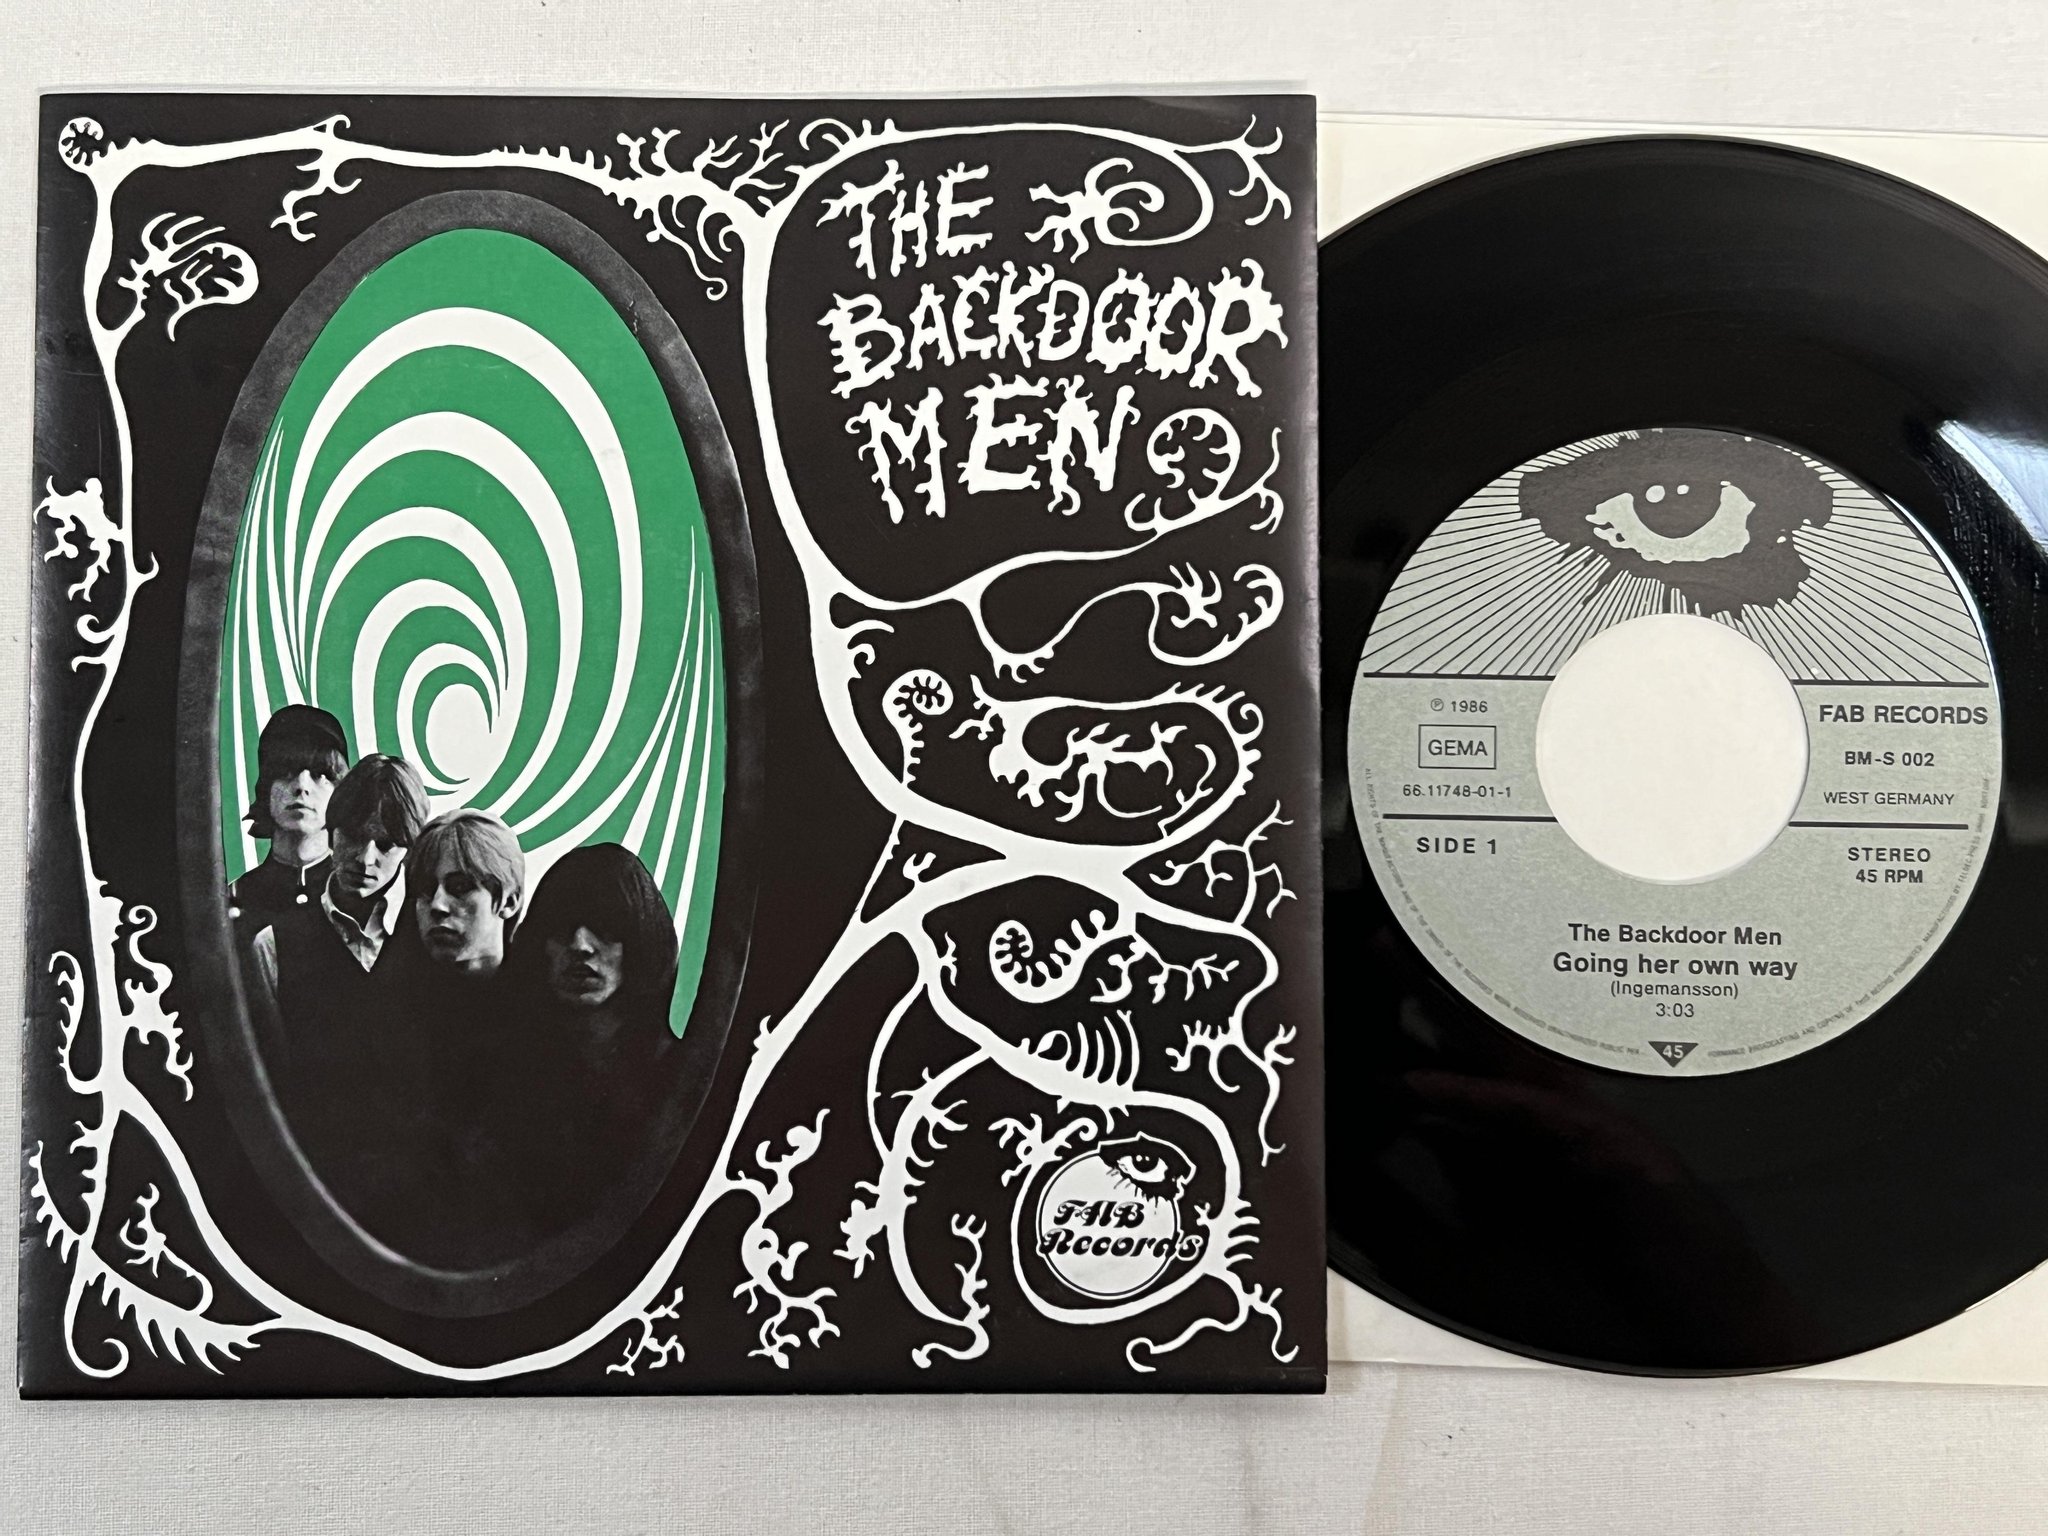 THE
BACKDOOR
MEN
FAB
Records
℗ 1986
GEMA
66.11748-01-1
SIDE 1
FAB RECORDS
BM-S 002
WEST GERMANY
STEREO
45 RPM
The Backdoor Men
Going her own way
(Ingemansson)
3:03
45